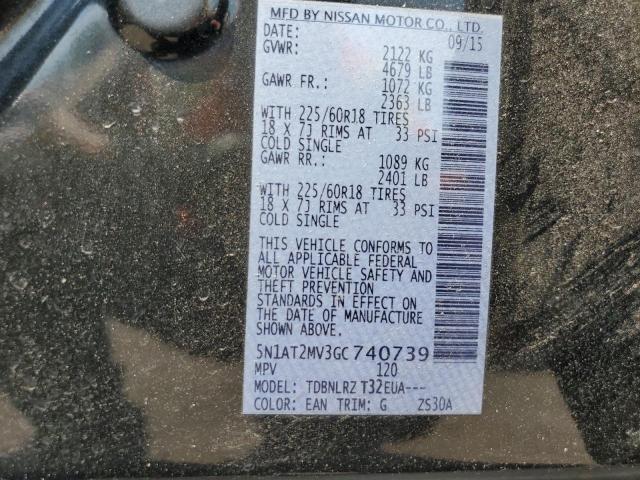 MFD BY NISSAN MOTOR CO., LTD.
DATE: 09/15
GVWR: 2122 KG
4679 LB
GAWR FR.: 1072 KG
2363 LB
WITH 225/60R18 TIRES
18 X 7J RIMS AT 33 PSI
COLD SINGLE
GAWR RR.: 1089 KG
2401 LB
WITH 225/60R18 TIRES
18 X 7J RIMS AT 33 PSI
COLD SINGLE
THIS VEHICLE CONFORMS TO
ALL APPLICABLE FEDERAL
MOTOR VEHICLE SAFETY AND
THEFT PREVENTION
STANDARDS IN EFFECT ON
THE DATE OF MANUFACTURE
SHOWN ABOVE.
5N1AT2MV3GC740739
MPV 120
MODEL: TDBNLRZ T32EUA---
COLOR: EAN TRIM: G ZS30A